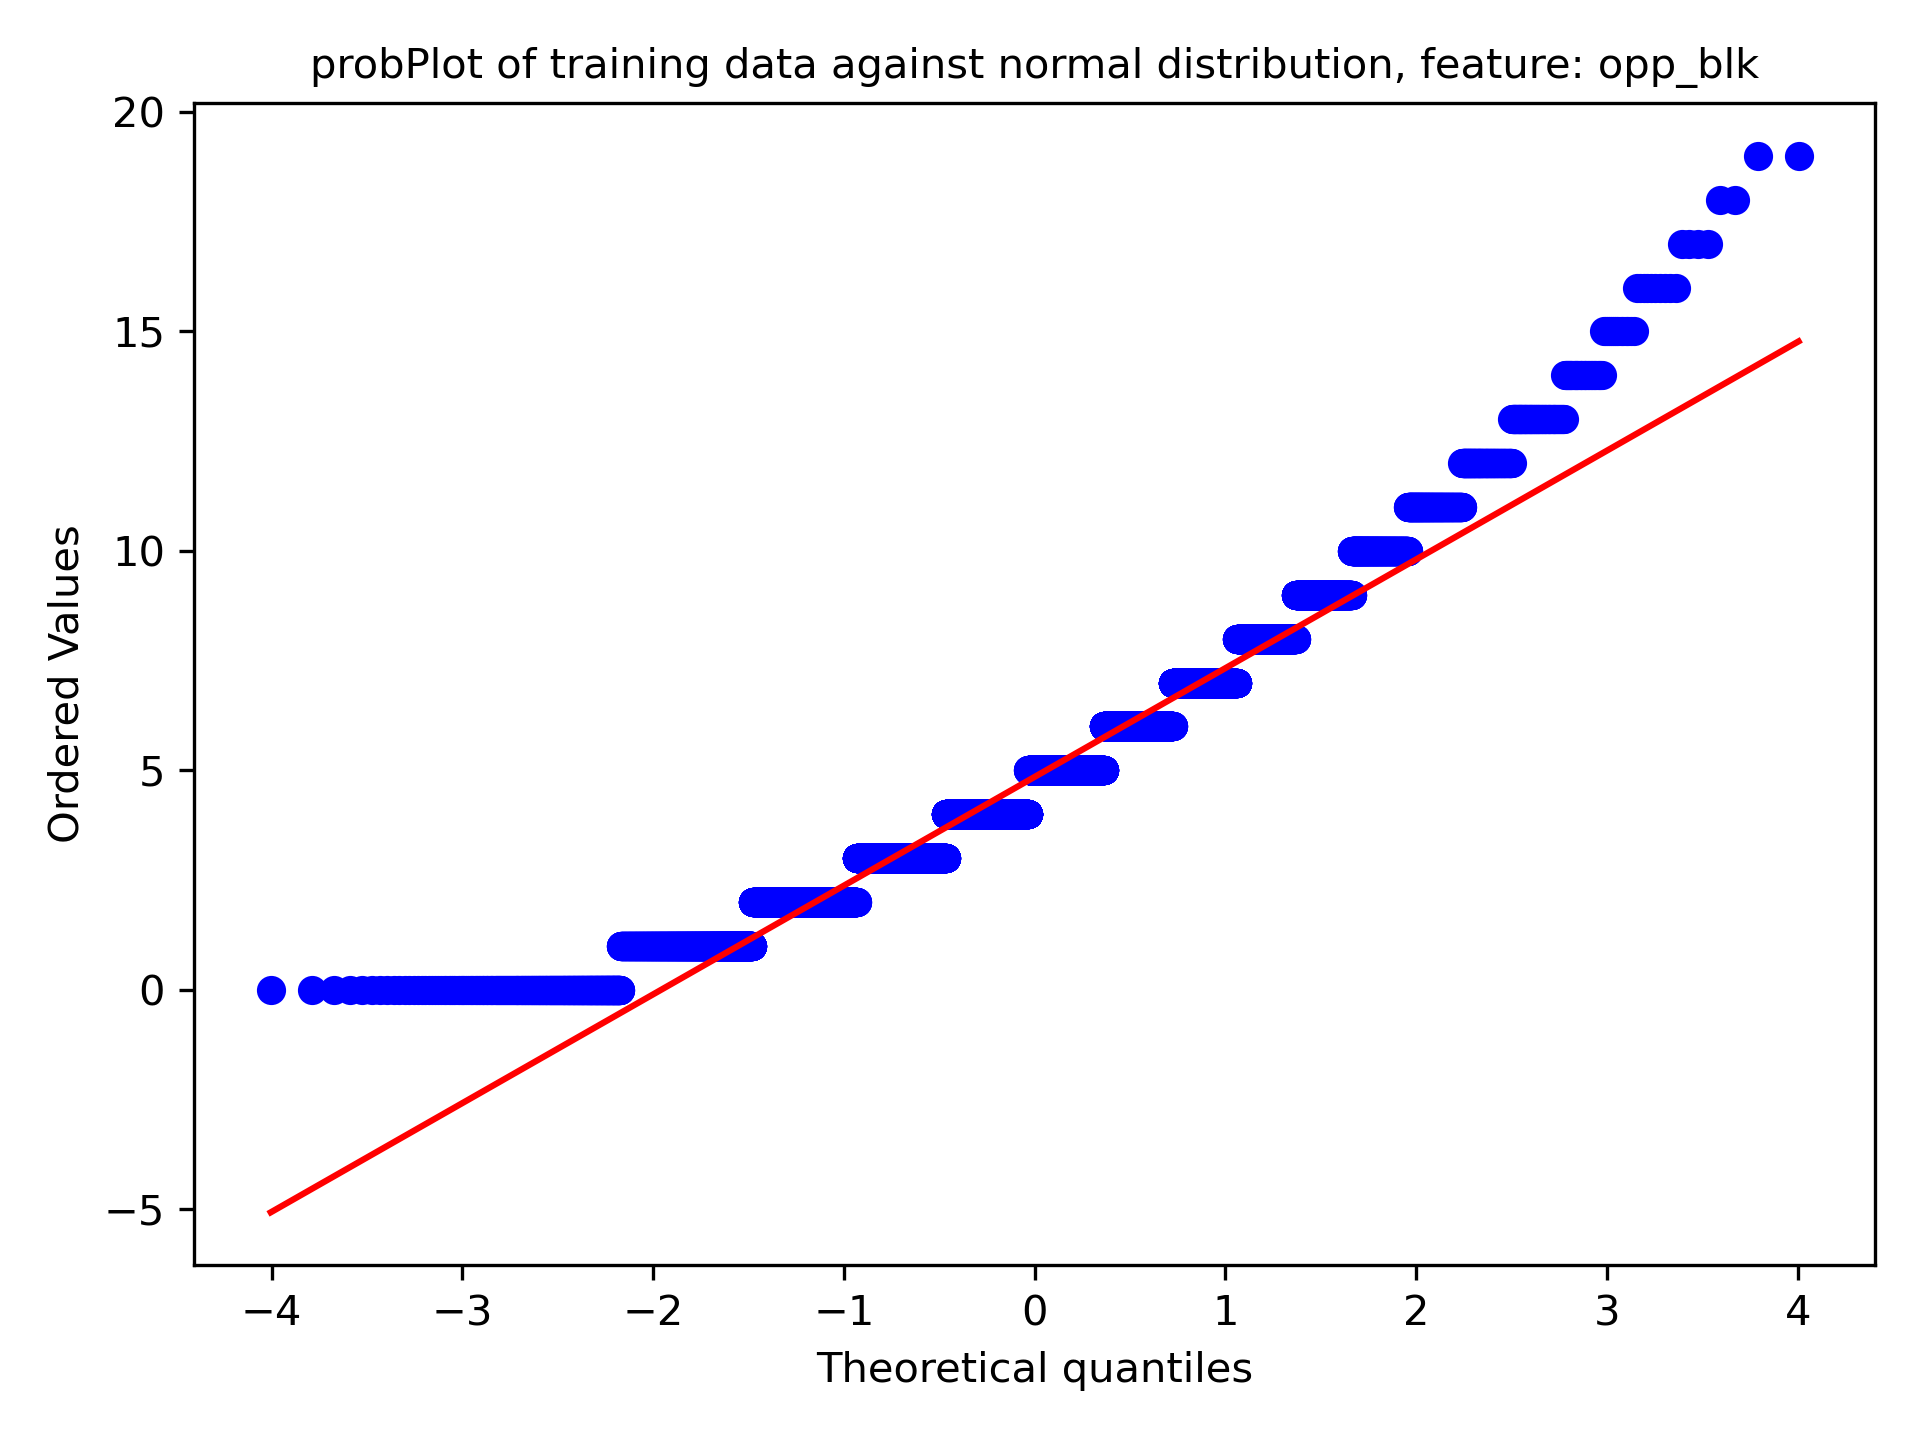 probPlot of training data against normal distribution, feature: opp_blk
20
15
10
5
0
−5
Ordered Values
−4 −3 −2 −1 0 1 2 3 4
Theoretical quantiles